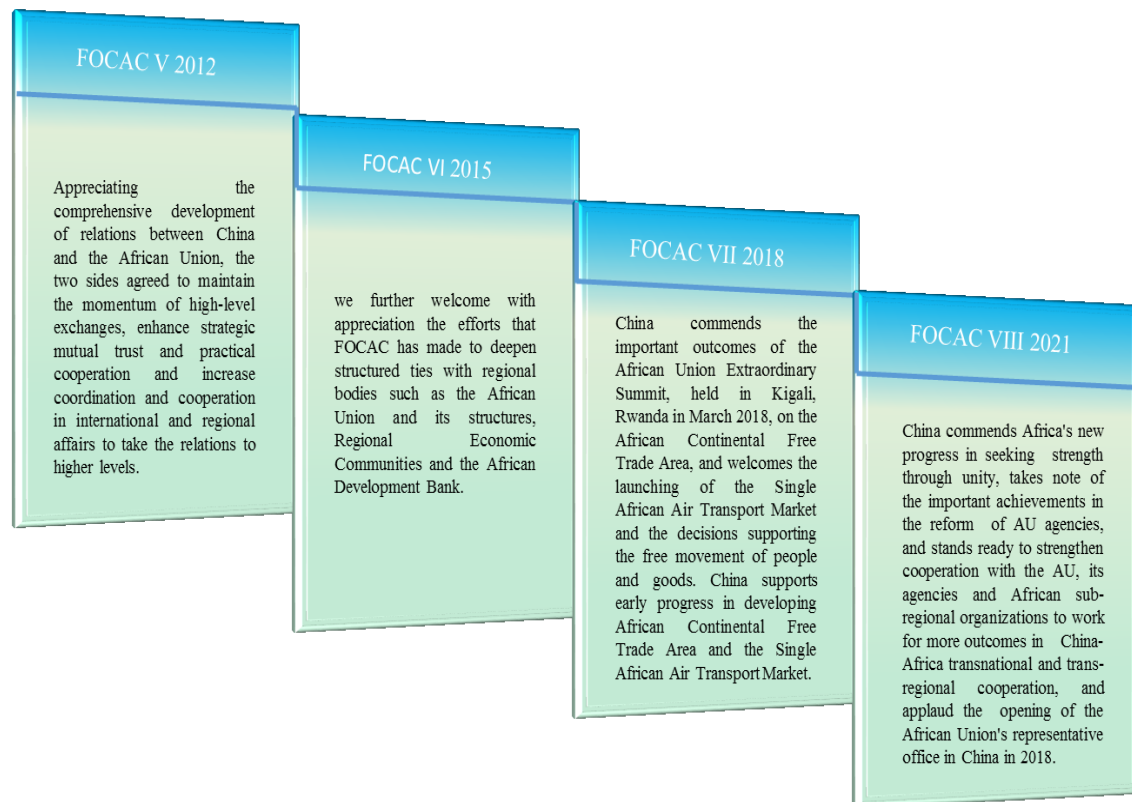 FOCAC V 2012
Appreciating the
comprehensive development
of relations between China
and the African Union, the
two sides agreed to maintain
the momentum of high-level
exchanges, enhance strategic
mutual trust and practical
cooperation and increase
coordination and cooperation
in international and regional
affairs to take the relations to
higher levels.
FOCAC VI 2015
we further welcome with
appreciation the efforts that
FOCAC has made to deepen
structured ties with regional
bodies such as the African
Union and its structures,
Regional Economic
Communities and the African
Development Bank.
FOCAC VII 2018
China commends the
important outcomes of the
African Union Extraordinary
Summit, held in Kigali,
Rwanda in March 2018, on the
African Continental Free
Trade Area, and welcomes the
launching of the Single
African Air Transport Market
and the decisions supporting
the free movement of people
and goods. China supports
early progress in developing
African Continental Free
Trade Area and the Single
African Air Transport Market.
FOCAC VIII 2021
China commends Africa's new
progress in seeking strength
through unity, takes note of
the important achievements in
the reform of AU agencies,
and stands ready to strengthen
cooperation with the AU, its
agencies and African sub-
regional organizations to work
for more outcomes in China-
Africa transnational and trans-
regional cooperation, and
applaud the opening of the
African Union's representative
office in China in 2018.